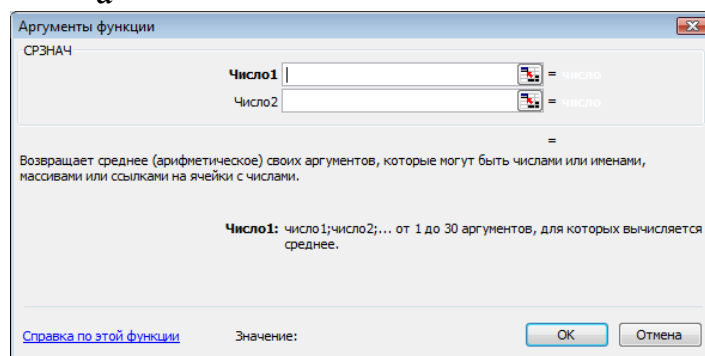 а
Аргументы функции
СРЗНАЧ
Число1 = число
Число2 = число
=
Возвращает среднее (арифметическое) своих аргументов, которые могут быть числами или именами,
массивами или ссылками на ячейки с числами.
Число1: число1;число2;... от 1 до 30 аргументов, для которых вычисляется
среднее.
Справка по этой функции Значение: ОК Отмена